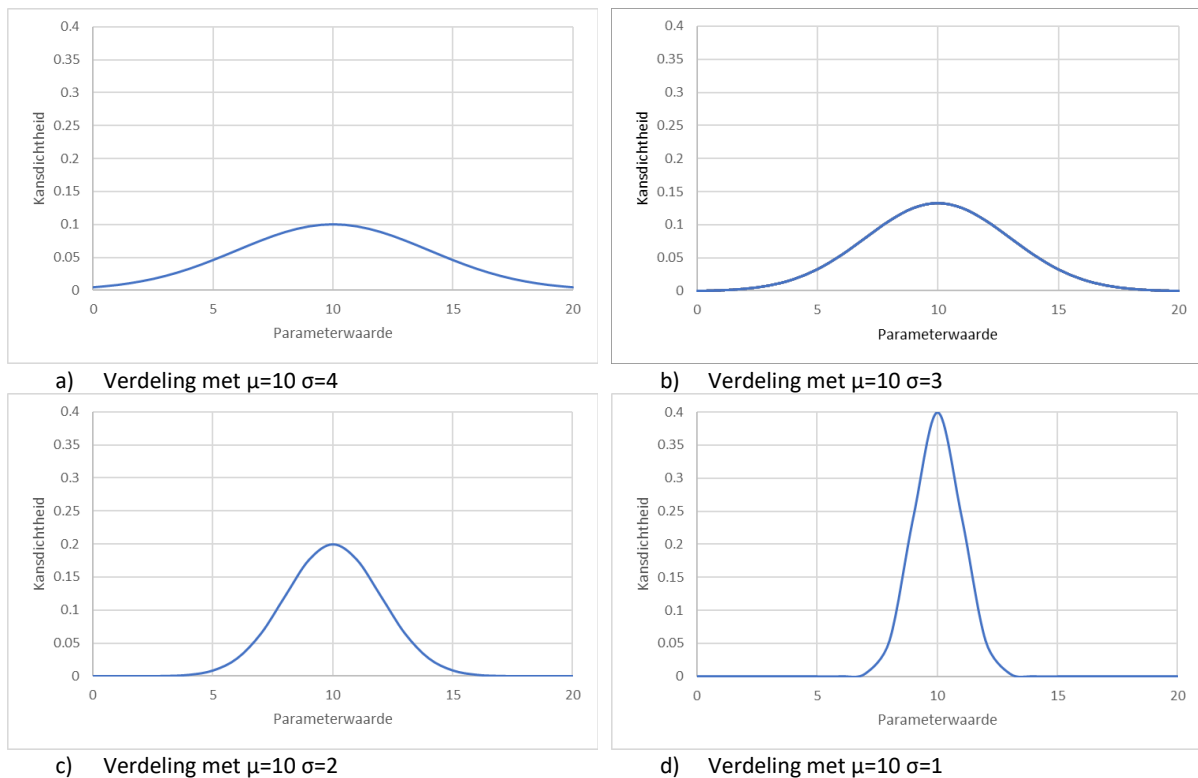 0.4
0.35
0.3
0.25
0.2
0.15
0.1
0.05
0
Kansdichtheid
0 5 10 15 20
Parameterwaarde
a) Verdeling met μ=10 σ=4
0.4
0.35
0.3
0.25
0.2
0.15
0.1
0.05
0
Kansdichtheid
0 5 10 15 20
Parameterwaarde
b) Verdeling met μ=10 σ=3
0.4
0.35
0.3
0.25
0.2
0.15
0.1
0.05
0
Kansdichtheid
0 5 10 15 20
Parameterwaarde
c) Verdeling met μ=10 σ=2
0.4
0.35
0.3
0.25
0.2
0.15
0.1
0.05
0
Kansdichtheid
0 5 10 15 20
Parameterwaarde
d) Verdeling met μ=10 σ=1